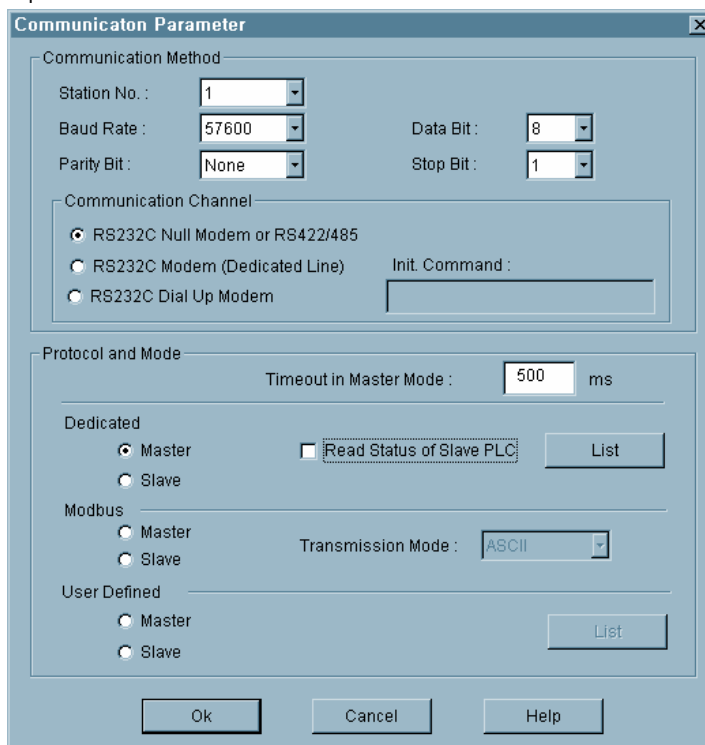 Communicaton Parameter
Communication Method
Station No. : 1
Baud Rate : 57600 Data Bit : 8
Parity Bit : None Stop Bit : 1
Communication Channel
RS232C Null Modem or RS422/485
RS232C Modem (Dedicated Line) Init. Command :
RS232C Dial Up Modem
Protocol and Mode
Timeout in Master Mode : 500 ms
Dedicated
Master Read Status of Slave PLC List
Slave
Modbus
Master
Transmission Mode : ASCII
Slave
User Defined
Master
List
Slave
Ok Cancel Help